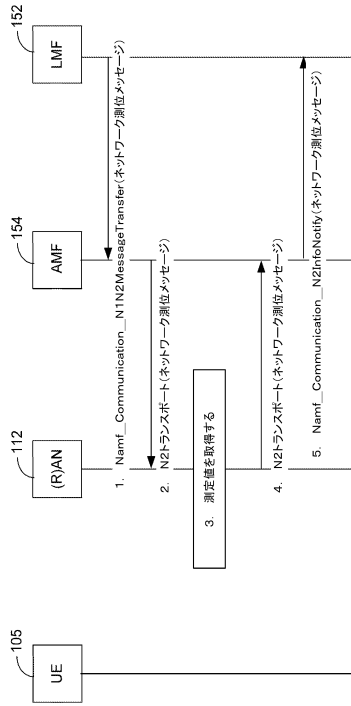 105
112
154
152
UE
(R)AN
AMF
LMF
1. Namf_Communication_N1N2MessageTransfer(ネットワーク測位メッセージ)
2. N2トランスポート(ネットワーク測位メッセージ)
3. 測定値を取得する
4. N2トランスポート(ネットワーク測位メッセージ)
5. Namf_Communication_N2InfoNotify(ネットワーク測位メッセージ)